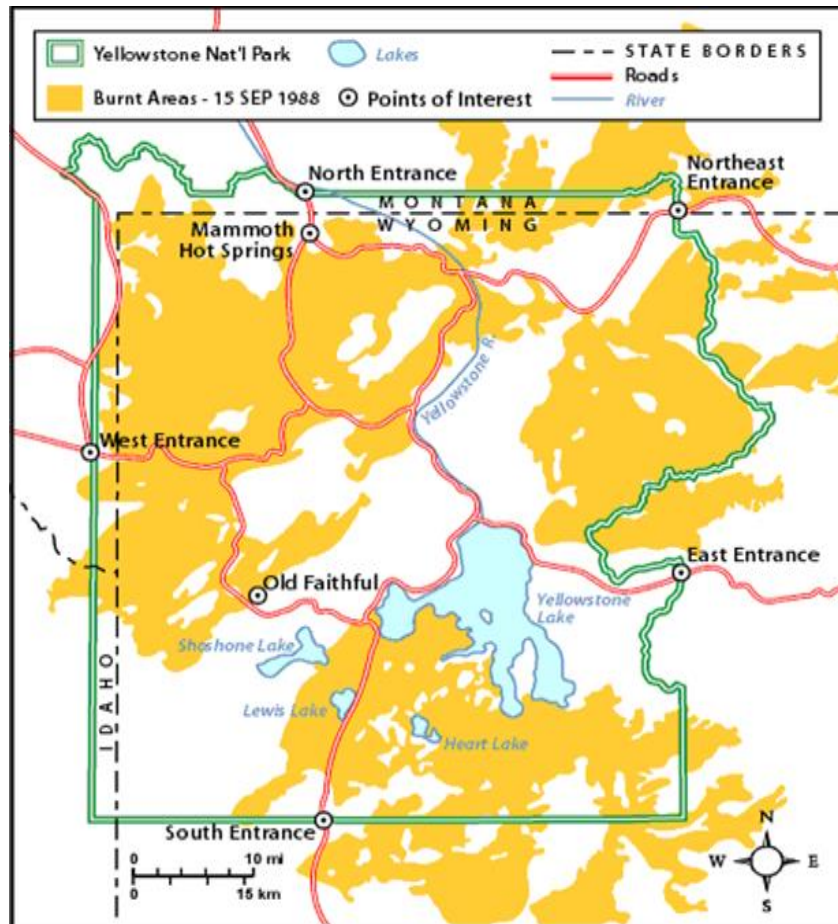 Yellowstone Nat'l Park
Lakes
STATE BORDERS
Roads
Burnt Areas - 15 SEP 1988
Points of Interest
River
North Entrance
Northeast
Entrance
MONTANA
WYOMING
Mammoth
Hot Springs
Yellowstone R.
West Entrance
East Entrance
Old Faithful
Yellowstone
Lake
Shoshone Lake
IDAHO
Lewis Lake
Heart Lake
South Entrance
N
W
E
S
0
10 mi
0
15 km